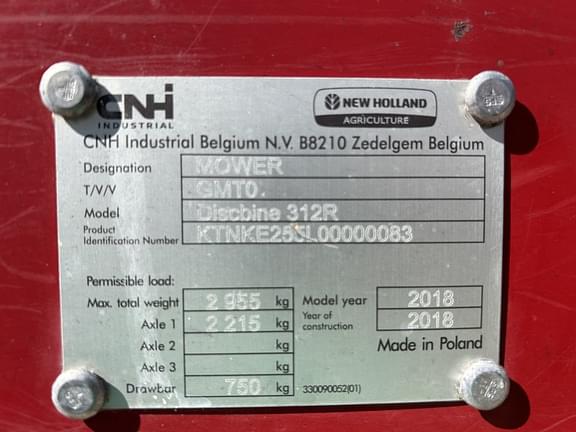 CNH
INDUSTRIAL
NEW HOLLAND
AGRICULTURE
CNH Industrial Belgium N.V. B8210 Zedelgem Belgium
Designation MOWER
T/V/V GMT0.
Model Discbine 312R
Product Identification Number KTNKE25CL00000083
Permissible load:
Max. total weight 2 955 kg Model year 2018
Axle 1 2 215 kg Year of construction 2018
Axle 2 kg Made in Poland
Axle 3 kg
Drawbar 750 kg 330090052(01)